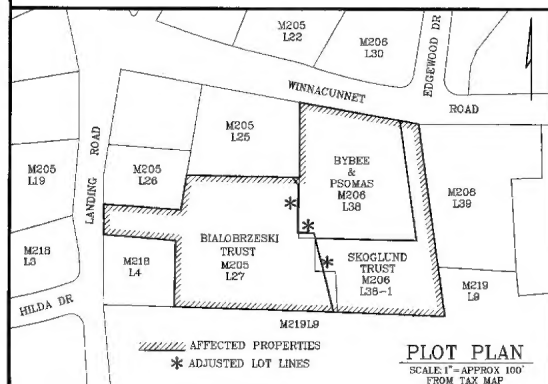 M205
L22
M206
L30
EDGEWOOD DR
WINNACUNNET
ROAD
LANDING ROAD
M205
L25
M205
L19
M205
L26
BYBEE
&
PSOMAS
M206
L38
M206
L39
M218
L3
M218
L4
BIALOBRZESKI
TRUST
M205
L27
SKOGLUND
TRUST
M206
L38-1
M219
L9
HILDA DR
M219L9
AFFECTED PROPERTIES
* ADJUSTED LOT LINES
PLOT PLAN
SCALE: 1"=APPROX 100'
FROM TAX MAP